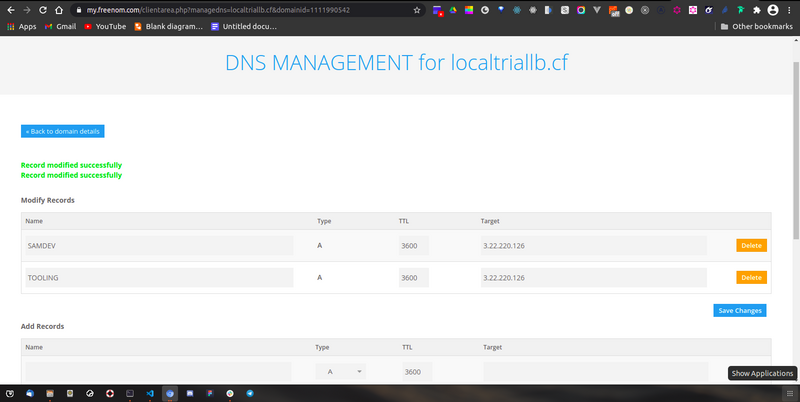 my.freenom.com/clientarea.php?managedns=localtriallb.cf&domainid=1111990542
Apps
Gmail
YouTube
Blank diagram...
Untitled docu...
Other bookmarks
DNS MANAGEMENT for localtriallb.cf
« Back to domain details
Record modified successfully
Record modified successfully
Modify Records
Name Type TTL Target
SAMDEV A 3600 3.22.220.126 Delete
TOOLING A 3600 3.22.220.126 Delete
Save Changes
Add Records
Name Type TTL Target
A 3600
Show Applications